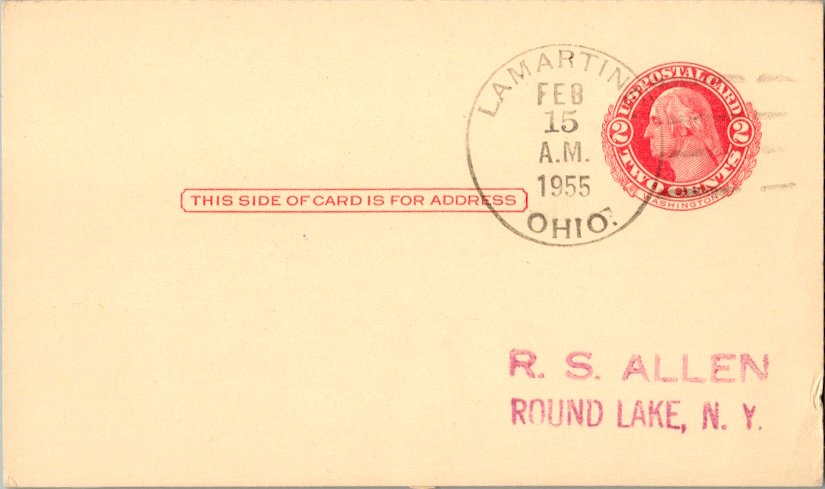 LAMARTIN
FEB
15
A.M.
1955
OHIO.
U.S. POSTAL CARD
2 2
TWO CENTS
WASHINGTON
THIS SIDE OF CARD IS FOR ADDRESS
R. S. ALLEN
ROUND LAKE, N. Y.